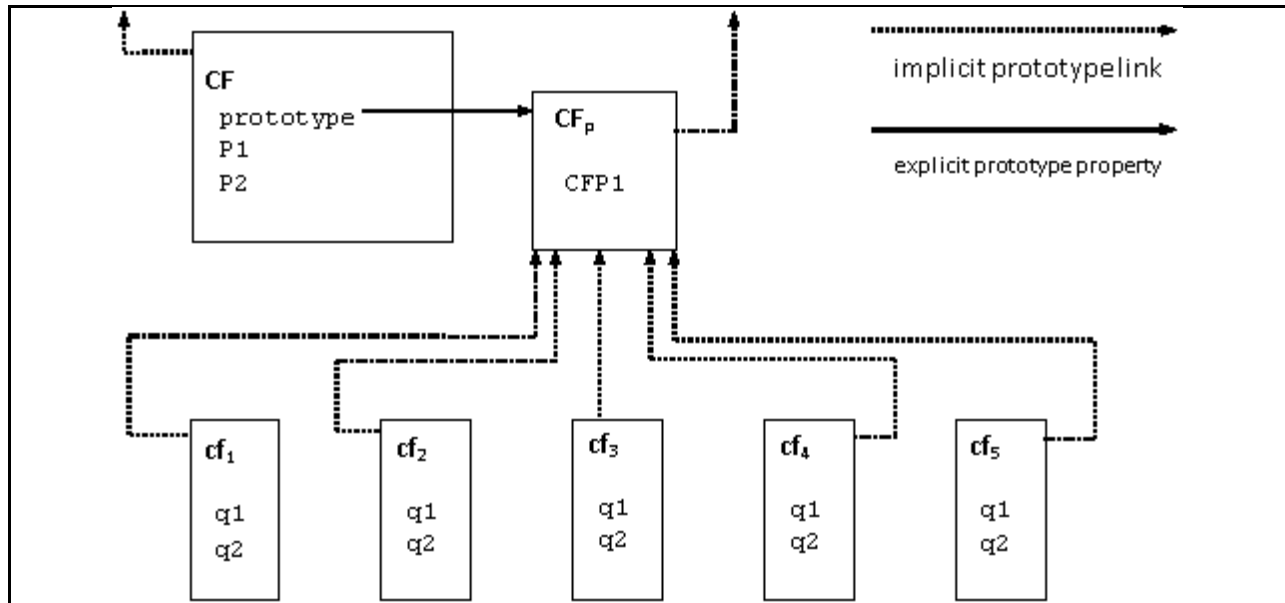 CF
prototype
P1
P2
CFₚ
CFP1
implicit prototype link
explicit prototype property
cf₁
q1
q2
cf₂
q1
q2
cf₃
q1
q2
cf₄
q1
q2
cf₅
q1
q2